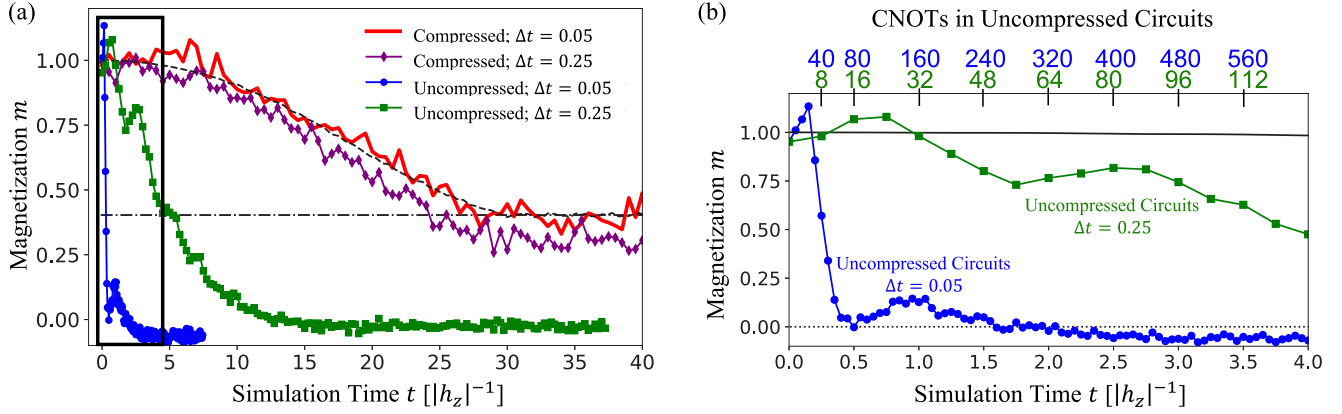 (a)
Compressed; Δt = 0.05
Compressed; Δt = 0.25
Uncompressed; Δt = 0.05
Uncompressed; Δt = 0.25
Magnetization m
1.00
0.75
0.50
0.25
0.00
0 5 10 15 20 25 30 35 40
Simulation Time t [|h_z|⁻¹]
(b)
CNOTs in Uncompressed Circuits
40 80 160 240 320 400 480 560
8 16 32 48 64 80 96 112
Magnetization m
1.00
0.75
0.50
0.25
0.00
Uncompressed Circuits
Δt = 0.25
Uncompressed Circuits
Δt = 0.05
0.0 0.5 1.0 1.5 2.0 2.5 3.0 3.5 4.0
Simulation Time t [|h_z|⁻¹]